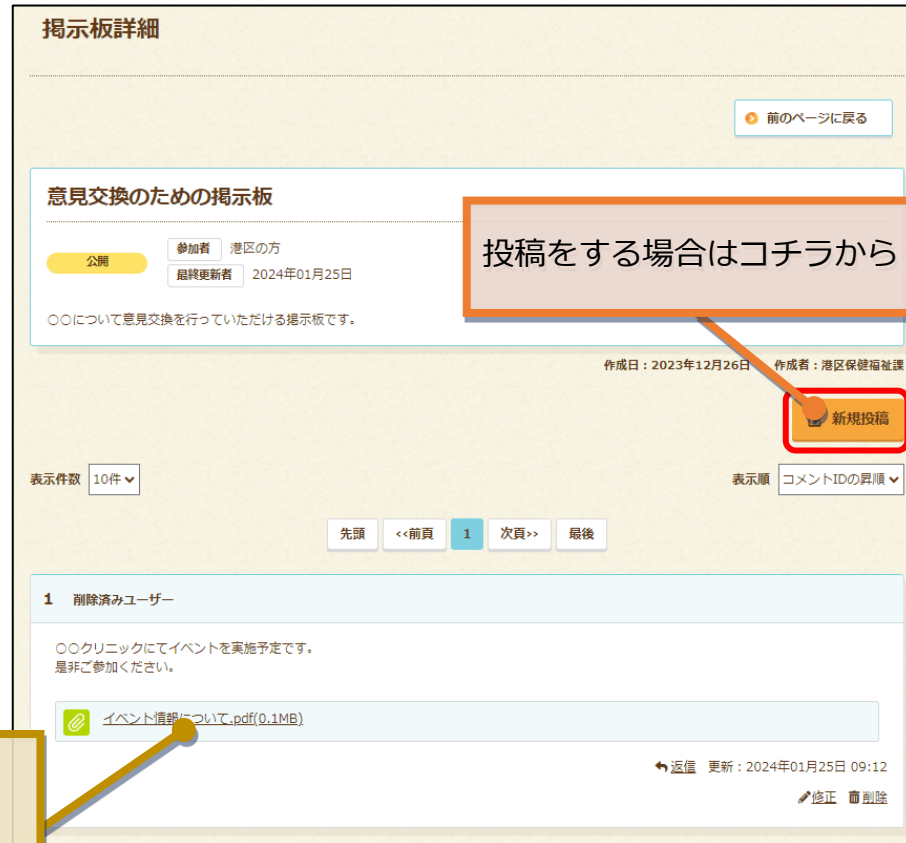 掲示板詳細
前のページに戻る
意見交換のための掲示板
投稿をする場合はコチラから
公開
参加者 港区の方
最終更新者 2024年01月25日
○○について意見交換を行っていただける掲示板です。
作成日：2023年12月26日 作成者：港区保健福祉課
新規投稿
表示件数 10件
表示順 コメントIDの昇順
先頭 <<前頁 1 次頁>> 最後
1 削除済みユーザー
○○クリニックにてイベントを実施予定です。
是非ご参加ください。
イベント情報について.pdf(0.1MB)
返信 更新：2024年01月25日 09:12
修正 削除